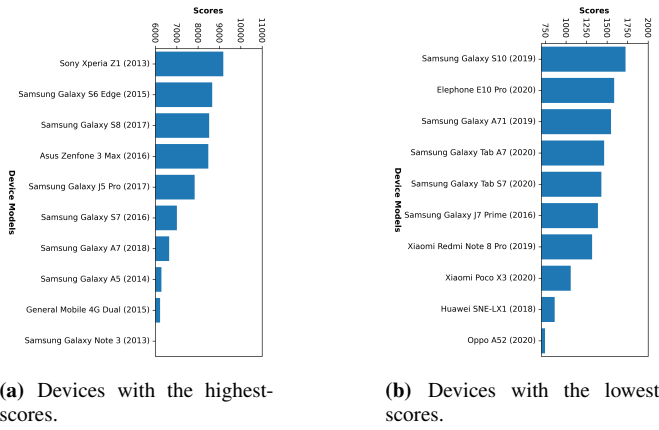 Scores
6000 7000 8000 9000 10000 11000
Device Models
Sony Xperia Z1 (2013)
Samsung Galaxy S6 Edge (2015)
Samsung Galaxy S8 (2017)
Asus Zenfone 3 Max (2016)
Samsung Galaxy J5 Pro (2017)
Samsung Galaxy S7 (2016)
Samsung Galaxy A7 (2018)
Samsung Galaxy A5 (2014)
General Mobile 4G Dual (2015)
Samsung Galaxy Note 3 (2013)
(a) Devices with the highest-
scores.
Scores
750 1000 1250 1500 1750 2000
Device Models
Samsung Galaxy S10 (2019)
Elephone E10 Pro (2020)
Samsung Galaxy A71 (2019)
Samsung Galaxy Tab A7 (2020)
Samsung Galaxy Tab S7 (2020)
Samsung Galaxy J7 Prime (2016)
Xiaomi Redmi Note 8 Pro (2019)
Xiaomi Poco X3 (2020)
Huawei SNE-LX1 (2018)
Oppo A52 (2020)
(b) Devices with the lowest
scores.